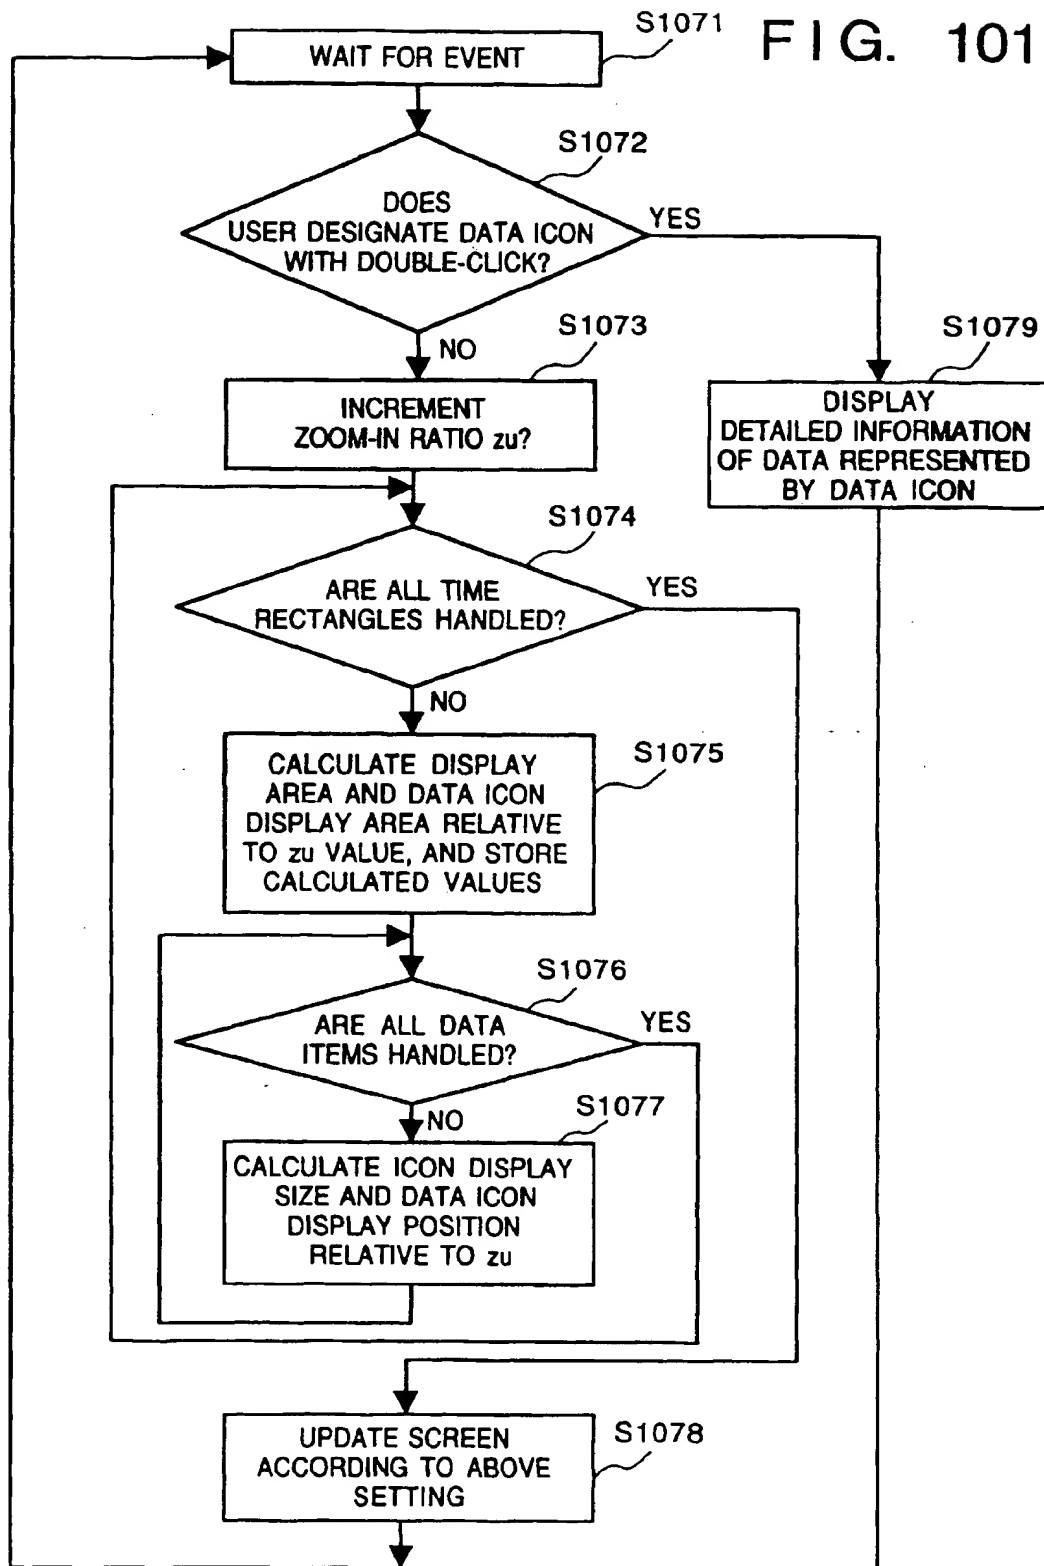 FIG. 101
S1071
WAIT FOR EVENT
S1072
DOES
USER DESIGNATE DATA ICON
WITH DOUBLE-CLICK?
YES
NO
S1073
INCREMENT
ZOOM-IN RATIO zu?
S1079
DISPLAY
DETAILED INFORMATION
OF DATA REPRESENTED
BY DATA ICON
S1074
ARE ALL TIME
RECTANGLES HANDLED?
YES
NO
S1075
CALCULATE DISPLAY
AREA AND DATA ICON
DISPLAY AREA RELATIVE
TO zu VALUE, AND STORE
CALCULATED VALUES
S1076
ARE ALL DATA
ITEMS HANDLED?
YES
NO
S1077
CALCULATE ICON DISPLAY
SIZE AND DATA ICON
DISPLAY POSITION
RELATIVE TO zu
S1078
UPDATE SCREEN
ACCORDING TO ABOVE
SETTING